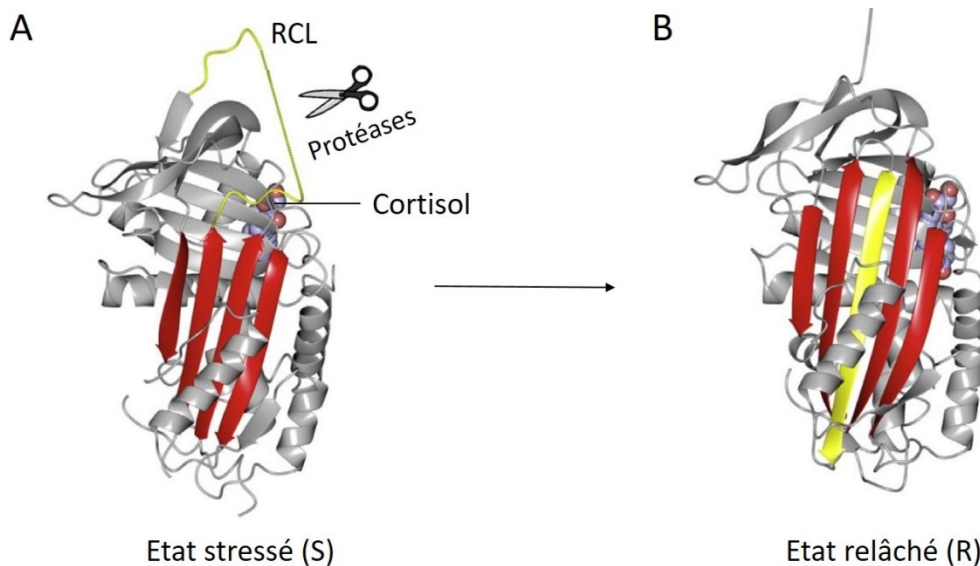 A
RCL
Protéases
Cortisol
Etat stressé (S)
B
Etat relâché (R)